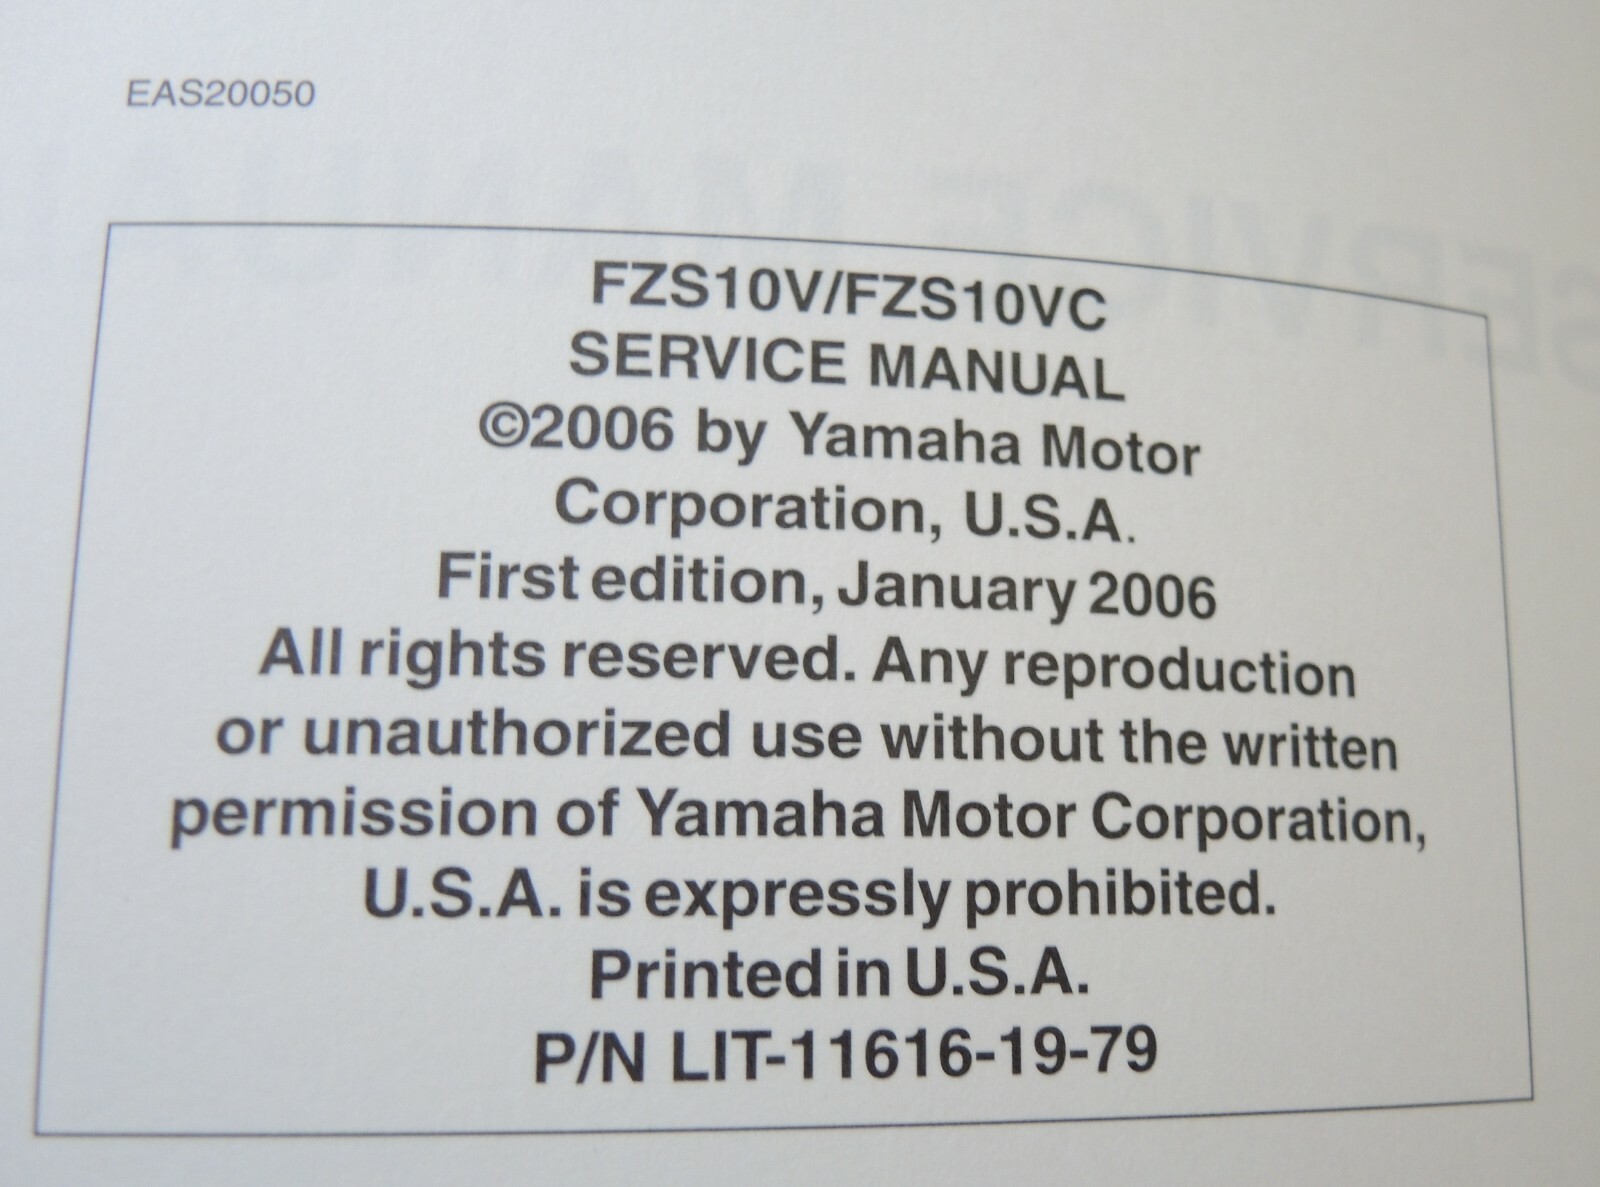 EAS20050
FZS10V/FZS10VC
SERVICE MANUAL
©2006 by Yamaha Motor
Corporation, U.S.A.
First edition, January 2006
All rights reserved. Any reproduction
or unauthorized use without the written
permission of Yamaha Motor Corporation,
U.S.A. is expressly prohibited.
Printed in U.S.A.
P/N LIT-11616-19-79